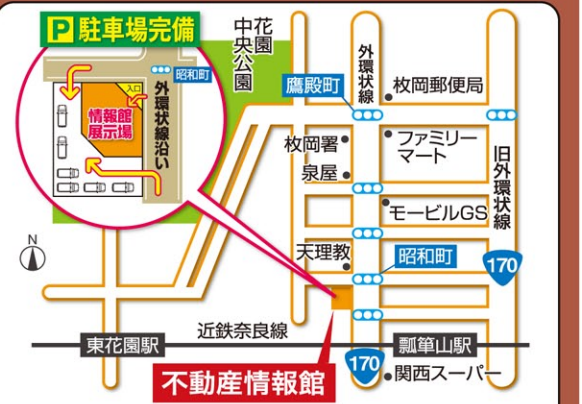 P 駐車場完備
昭和町
入口
情報館
展示場
外環状線沿い
花園
中央公園
外環状線
鷹殿町
枚岡郵便局
枚岡署
泉屋
ファミリー
マート
旧外環状線
モービルGS
天理教
昭和町
170
N
近鉄奈良線
東花園駅
瓢箪山駅
不動産情報館
170
関西スーパー